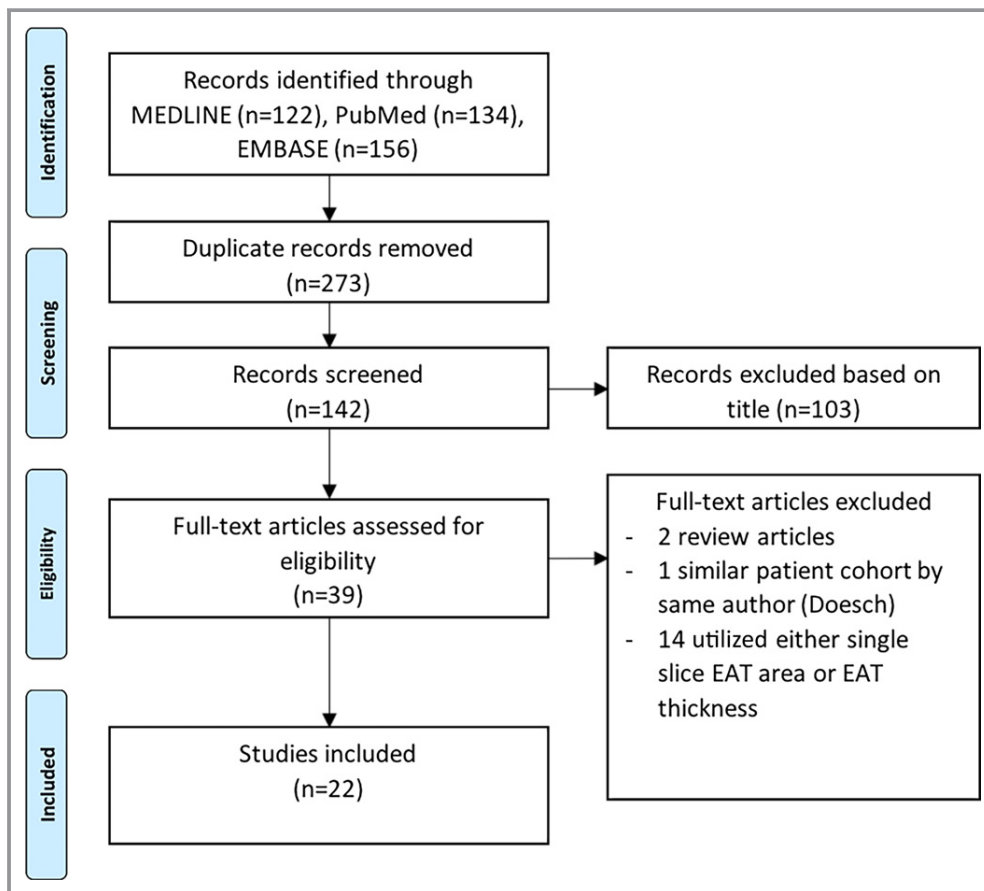 Identification
Records identified through
MEDLINE (n=122), PubMed (n=134),
EMBASE (n=156)
Screening
Duplicate records removed
(n=273)
Records screened
(n=142)
Records excluded based on
title (n=103)
Eligibility
Full-text articles assessed for
eligibility
(n=39)
Full-text articles excluded
- 2 review articles
- 1 similar patient cohort by
same author (Doesch)
- 14 utilized either single
slice EAT area or EAT
thickness
Included
Studies included
(n=22)